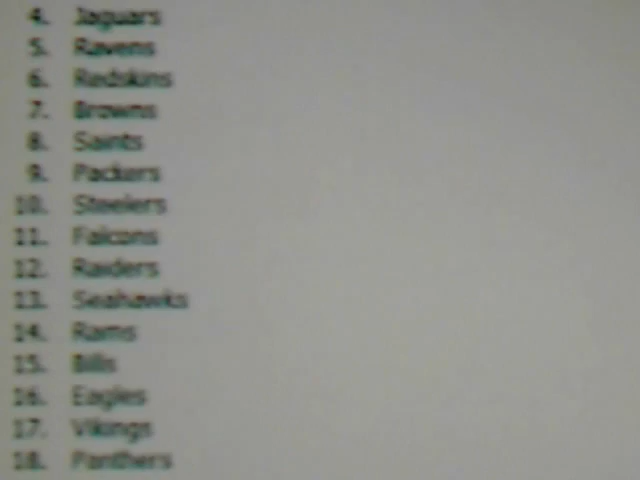 4. Jaguars
5. Ravens
6. Redskins
7. Browns
8. Saints
9. Packers
10. Steelers
11. Falcons
12. Raiders
13. Seahawks
14. Rams
15. Bills
16. Eagles
17. Vikings
18. Panthers